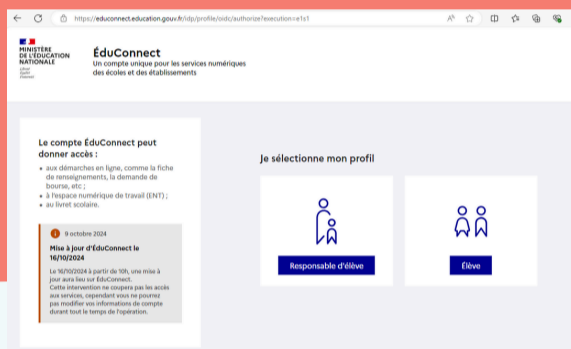 https://educonnect.education.gouv.fr/idp/profile/oidc/authorize?execution=e1s1
MINISTÈRE
DE L'ÉDUCATION
NATIONALE
Liberté
Égalité
Fraternité
ÉduConnect
Un compte unique pour les services numériques
des écoles et des établissements
Le compte ÉduConnect peut
donner accès :
• aux démarches en ligne, comme la fiche
de renseignements, la demande de
bourse, etc ;
• à l'espace numérique de travail (ENT) ;
• au livret scolaire.
9 octobre 2024
Mise à jour d'ÉduConnect le
16/10/2024
Le 16/10/2024 à partir de 10h, une mise à
jour aura lieu sur ÉduConnect.
Cette intervention ne coupera pas les accès
aux services, cependant vous ne pourrez
pas modifier vos informations de compte
durant tout le temps de l'opération.
Je sélectionne mon profil
Responsable d'élève
Élève